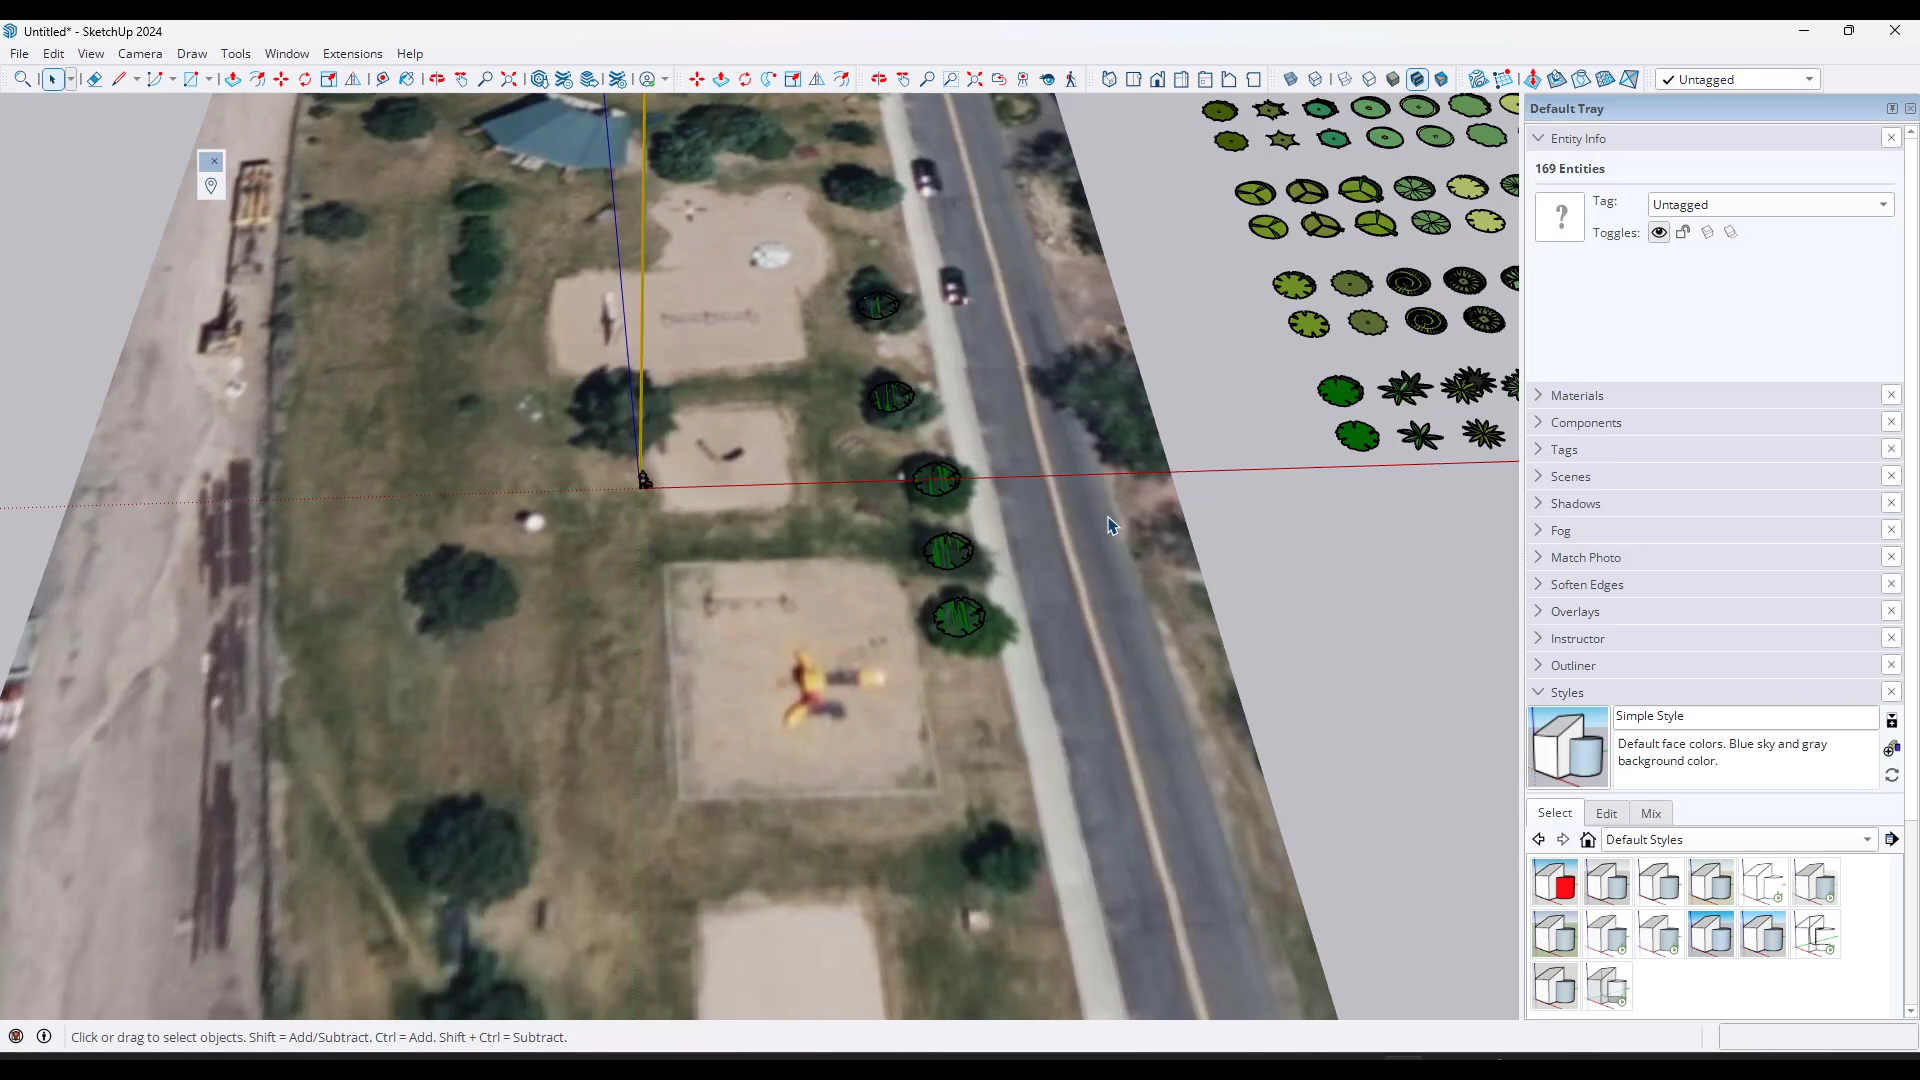 Untitled* - SketchUp 2024
File Edit View Camera Draw Tools Window Extensions Help
Untagged
Default Tray
Entity Info
169 Entities
Tag: Untagged
Toggles:
Materials
Components
Tags
Scenes
Shadows
Fog
Match Photo
Soften Edges
Overlays
Instructor
Outliner
Styles
Simple Style
Default face colors. Blue sky and gray
background color.
Select Edit Mix
Default Styles
Click or drag to select objects. Shift = Add/Subtract. Ctrl = Add. Shift + Ctrl = Subtract.